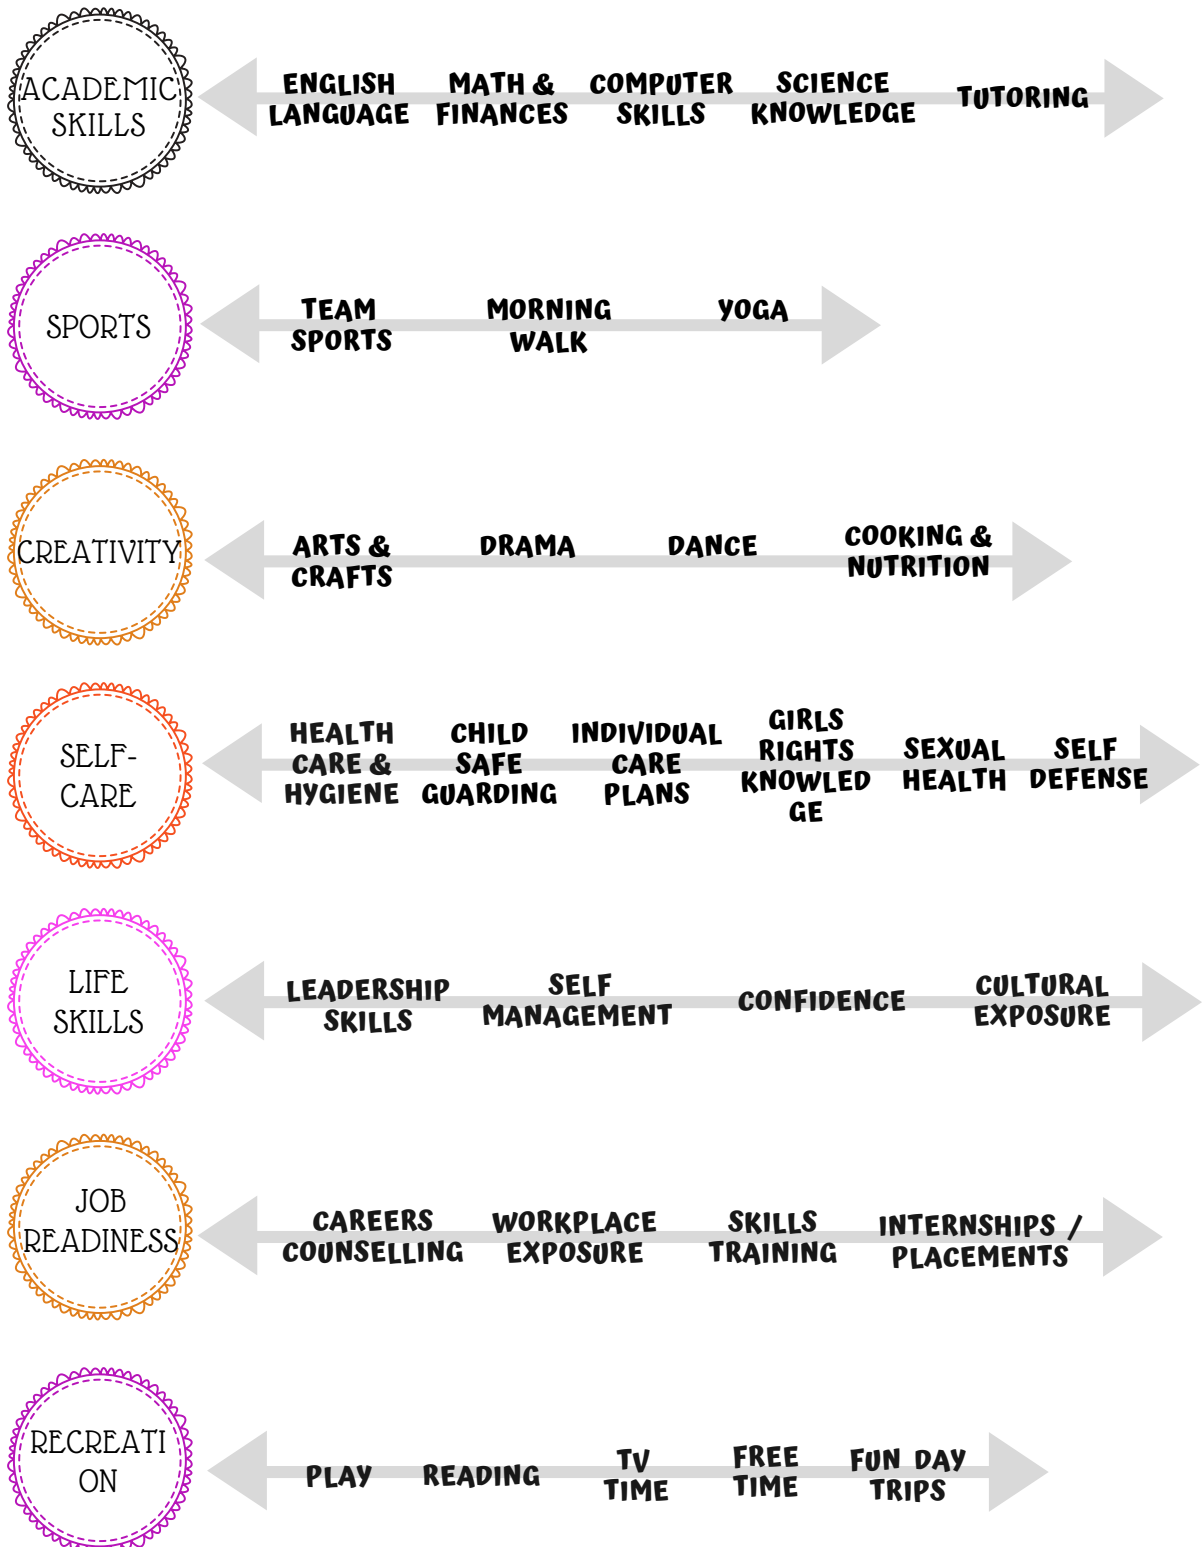 ACADEMIC
SKILLS
ENGLISH
LANGUAGE
MATH &
FINANCES
COMPUTER
SKILLS
SCIENCE
KNOWLEDGE
TUTORING
SPORTS
TEAM
SPORTS
MORNING
WALK
YOGA
CREATIVITY
ARTS &
CRAFTS
DRAMA
DANCE
COOKING &
NUTRITION
SELF-
CARE
HEALTH
CARE &
HYGIENE
CHILD
SAFE
GUARDING
INDIVIDUAL
CARE
PLANS
GIRLS
RIGHTS
KNOWLED
GE
SEXUAL
HEALTH
SELF
DEFENSE
LIFE
SKILLS
LEADERSHIP
SKILLS
SELF
MANAGEMENT
CONFIDENCE
CULTURAL
EXPOSURE
JOB
READINESS
CAREERS
COUNSELLING
WORKPLACE
EXPOSURE
SKILLS
TRAINING
INTERNSHIPS /
PLACEMENTS
RECREATI
ON
PLAY
READING
TV
TIME
FREE
TIME
FUN DAY
TRIPS